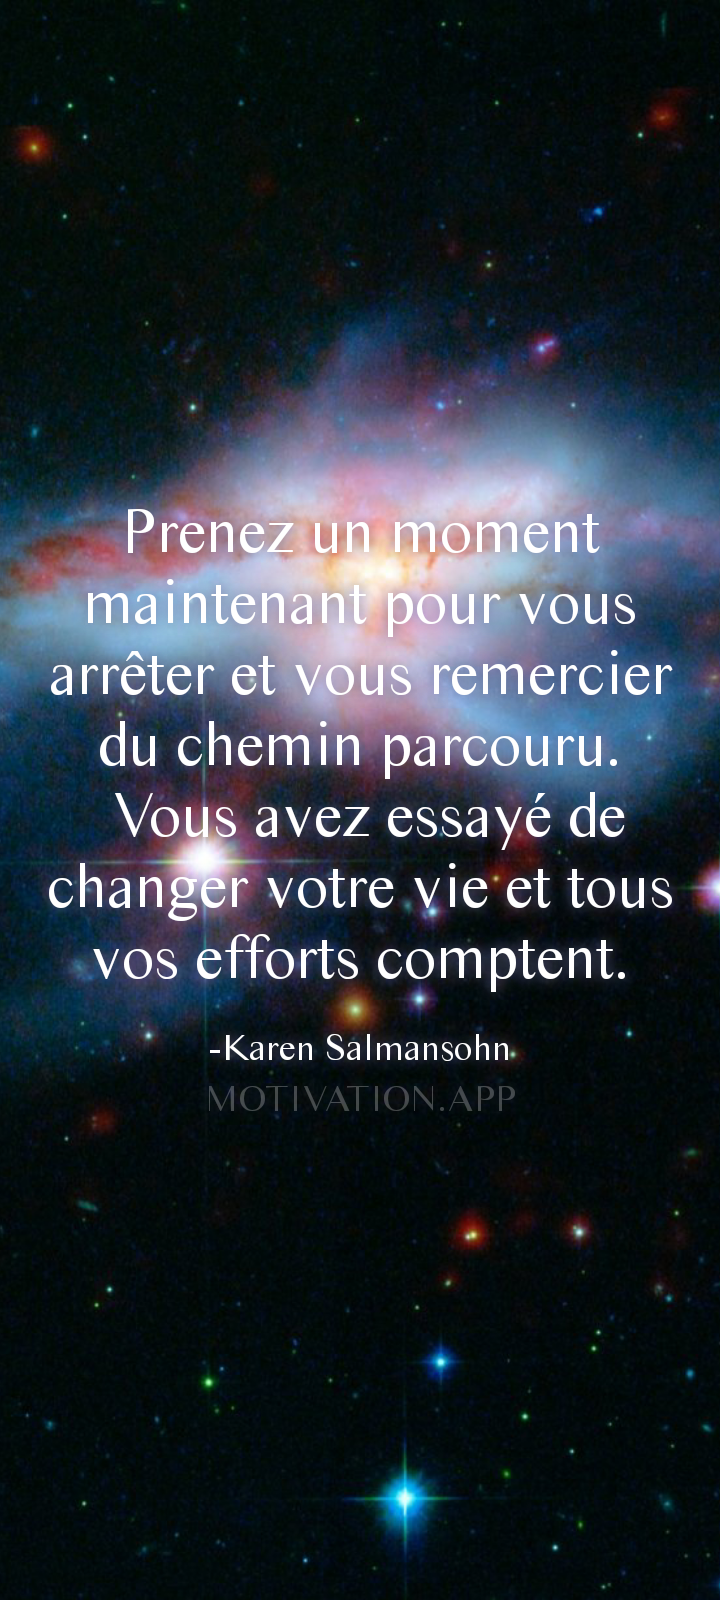 Prenez un moment
maintenant pour vous
arrêter et vous remercier
du chemin parcouru.
Vous avez essayé de
changer votre vie et tous
vos efforts comptent.
-Karen Salmansohn
MOTIVATION.APP